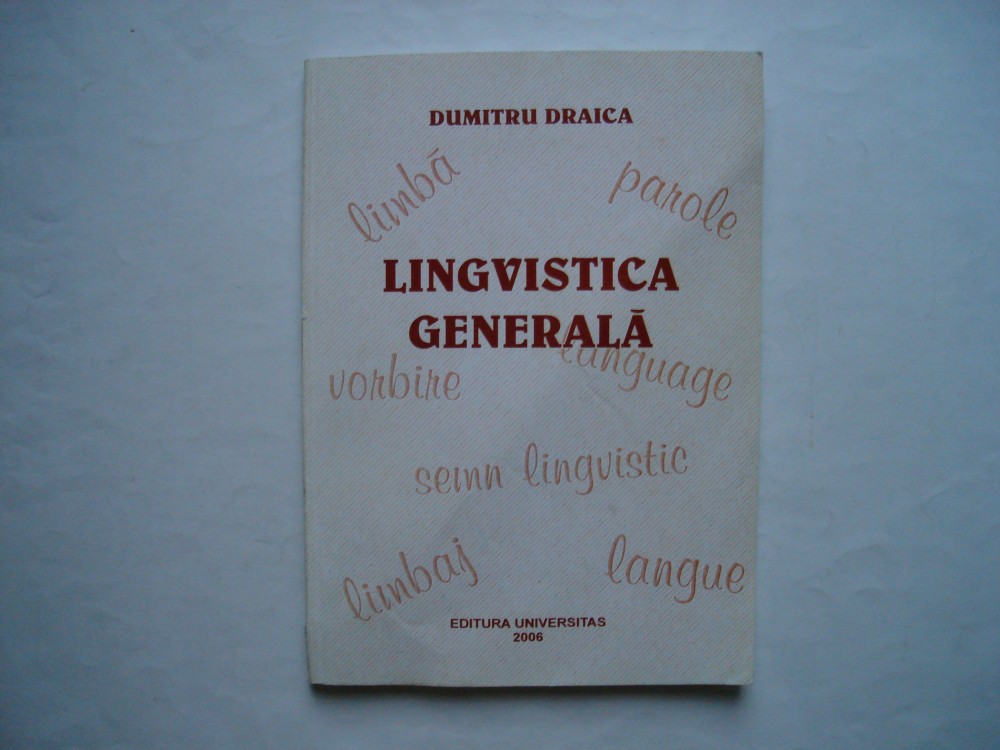 DUMITRU DRAICA
limbă
parole
LINGVISTICA
GENERALĂ
language
vorbire
semn lingvistic
limbaj
langue
EDITURA UNIVERSITAS
2006